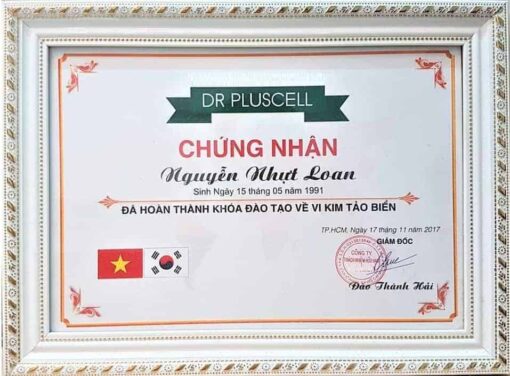 DR PLUSCELL
CHỨNG NHẬN
Nguyễn Nhựt Loan
Sinh Ngày 15 tháng 05 năm 1991
ĐÃ HOÀN THÀNH KHÓA ĐÀO TẠO VỀ VI KIM TẢO BIỂN
TP.HCM, Ngày 17 tháng 11 năm 2017
GIÁM ĐỐC
CÔNG TY
Đào Thanh Hải